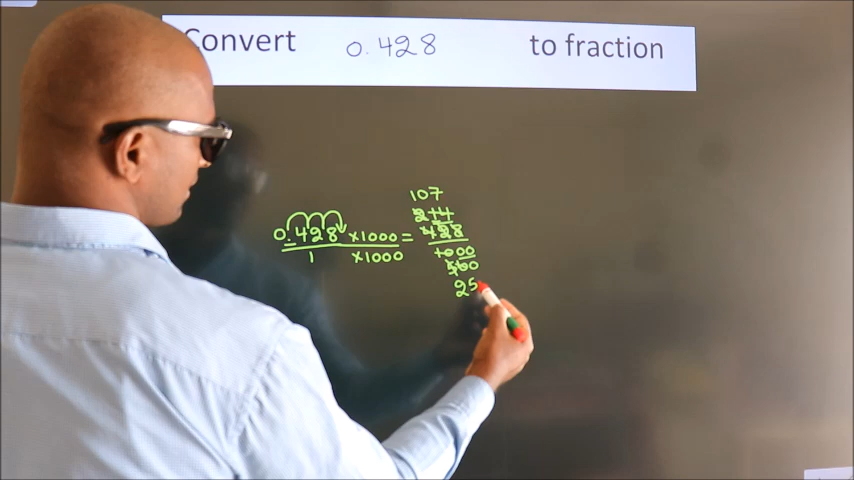 Convert 0.428 to fraction
107
214
0.428 ×1000 = 428
1 ×1000 1000
500
25